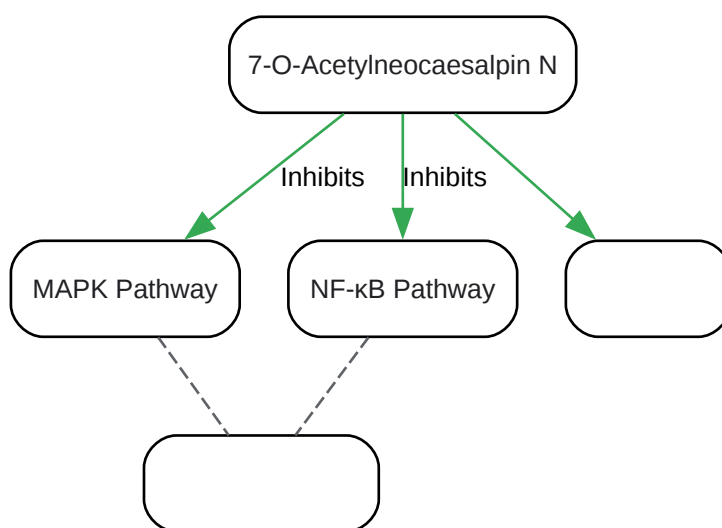 7-O-Acetylneocaesalpin N
Inhibits
Inhibits
MAPK Pathway
NF-κB Pathway